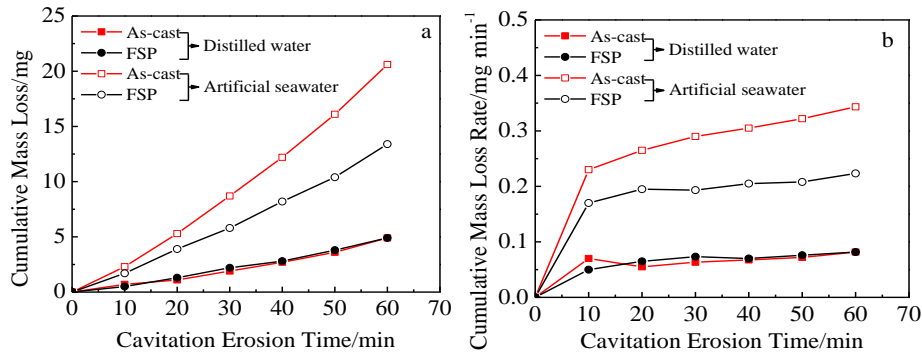 25
20
15
10
5
0
Cumulative Mass Loss/mg
As-cast
FSP
Distilled water
As-cast
FSP
Artificial seawater
a
0 10 20 30 40 50 60 70
Cavitation Erosion Time/min
0.5
0.4
0.3
0.2
0.1
0.0
Cumulative Mass Loss Rate/mg min⁻¹
As-cast
FSP
Distilled water
As-cast
FSP
Artificial seawater
b
0 10 20 30 40 50 60 70
Cavitation Erosion Time/min